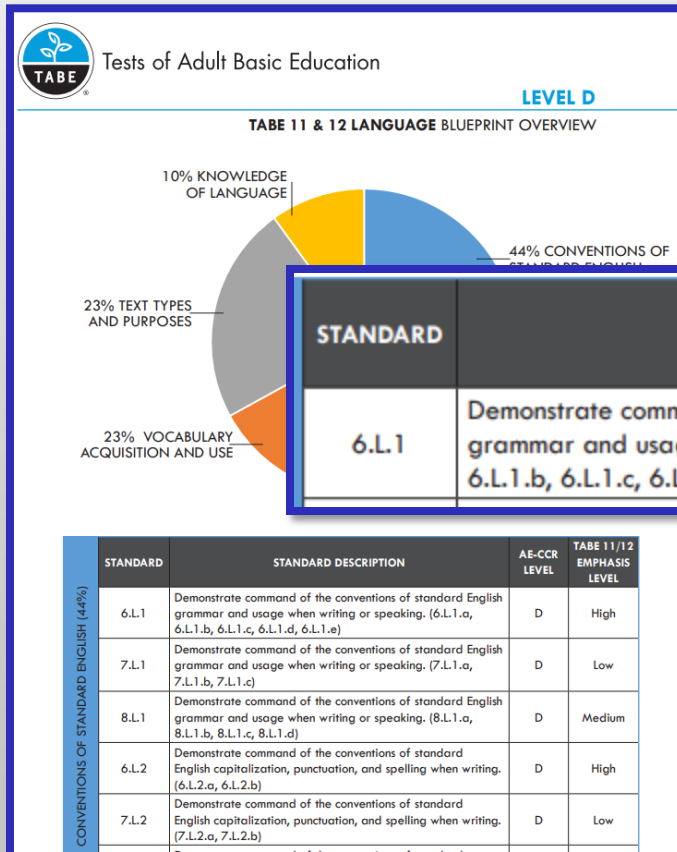 TABE
®
Tests of Adult Basic Education
LEVEL D
TABE 11 & 12 LANGUAGE BLUEPRINT OVERVIEW
10% KNOWLEDGE
OF LANGUAGE
44% CONVENTIONS OF
STANDARD ENGLISH
23% TEXT TYPES
AND PURPOSES
23% VOCABULARY
ACQUISITION AND USE
STANDARD
6.L.1
Demonstrate comm
grammar and usag
6.L.1.b, 6.L.1.c, 6.L
CONVENTIONS OF STANDARD ENGLISH (44%)
STANDARD
STANDARD DESCRIPTION
AE-CCR
LEVEL
TABE 11/12
EMPHASIS
LEVEL
6.L.1
Demonstrate command of the conventions of standard English
grammar and usage when writing or speaking. (6.L.1.a,
6.L.1.b, 6.L.1.c, 6.L.1.d, 6.L.1.e)
D
High
7.L.1
Demonstrate command of the conventions of standard English
grammar and usage when writing or speaking. (7.L.1.a,
7.L.1.b, 7.L.1.c)
D
Low
8.L.1
Demonstrate command of the conventions of standard English
grammar and usage when writing or speaking. (8.L.1.a,
8.L.1.b, 8.L.1.c, 8.L.1.d)
D
Medium
6.L.2
Demonstrate command of the conventions of standard
English capitalization, punctuation, and spelling when writing.
(6.L.2.a, 6.L.2.b)
D
High
7.L.2
Demonstrate command of the conventions of standard
English capitalization, punctuation, and spelling when writing.
(7.L.2.a, 7.L.2.b)
D
Low